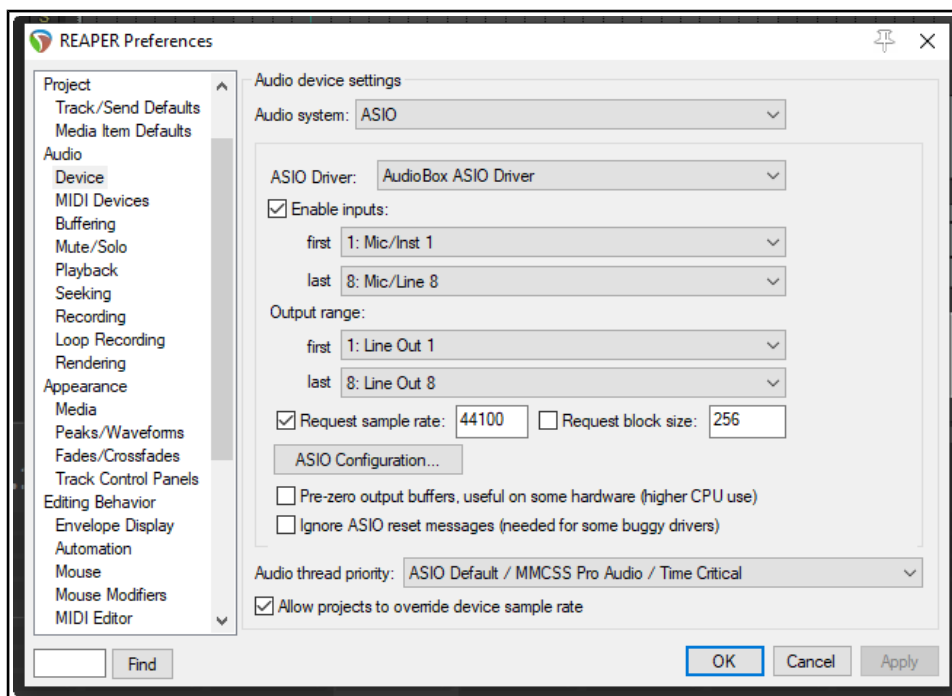 REAPER Preferences
Project
Track/Send Defaults
Media Item Defaults
Audio
Device
MIDI Devices
Buffering
Mute/Solo
Playback
Seeking
Recording
Loop Recording
Rendering
Appearance
Media
Peaks/Waveforms
Fades/Crossfades
Track Control Panels
Editing Behavior
Envelope Display
Automation
Mouse
Mouse Modifiers
MIDI Editor
Find
Audio device settings
Audio system: ASIO
ASIO Driver: AudioBox ASIO Driver
Enable inputs:
first 1: Mic/Inst 1
last 8: Mic/Line 8
Output range:
first 1: Line Out 1
last 8: Line Out 8
Request sample rate: 44100 Request block size: 256
ASIO Configuration...
Pre-zero output buffers, useful on some hardware (higher CPU use)
Ignore ASIO reset messages (needed for some buggy drivers)
Audio thread priority: ASIO Default / MMCSS Pro Audio / Time Critical
Allow projects to override device sample rate
OK Cancel Apply